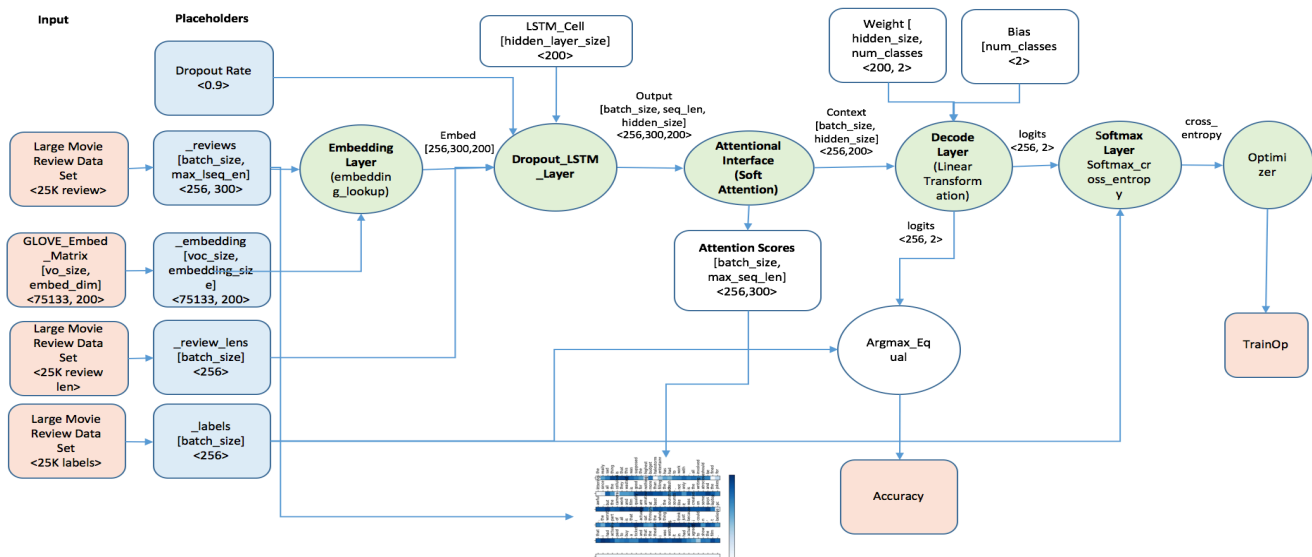 Input
Placeholders
Dropout Rate
<0.9>
LSTM_Cell
[hidden_layer_size]
<200>
Weight [
hidden_size,
num_classes
<200, 2>
Bias
[num_classes
<2>
Large Movie
Review Data
Set
<25K review>
_reviews
[batch_size,
max_lseq_en]
<256, 300>
Embedding
Layer
(embeddin
g_lookup)
Embed
[256,300,200]
Dropout_LSTM
_Layer
Output
[batch_size, seq_len,
hidden_size]
<256,300,200>
Attentional
Interface
(Soft
Attention)
Context
[batch_size,
hidden_size]
<256,200>
Decode
Layer
(Linear
Transform
ation)
logits
<256, 2>
Softmax
Layer
Softmax_cr
oss_entrop
y
cross_
entropy
Optimi
zer
GLOVE_Embed
_Matrix
[vo_size,
embed_dim]
<75133, 200>
_embedding
[voc_size,
embedding_siz
e]
<75133, 200>
Attention Scores
[batch_size,
max_seq_len]
<256,300>
logits
<256, 2>
Large Movie
Review Data
Set
<25K review
len>
_review_lens
[batch_size]
<256>
Argmax_Eq
ual
TrainOp
Large Movie
Review Data
Set
<25K labels>
_labels
[batch_size]
<256>
Accuracy